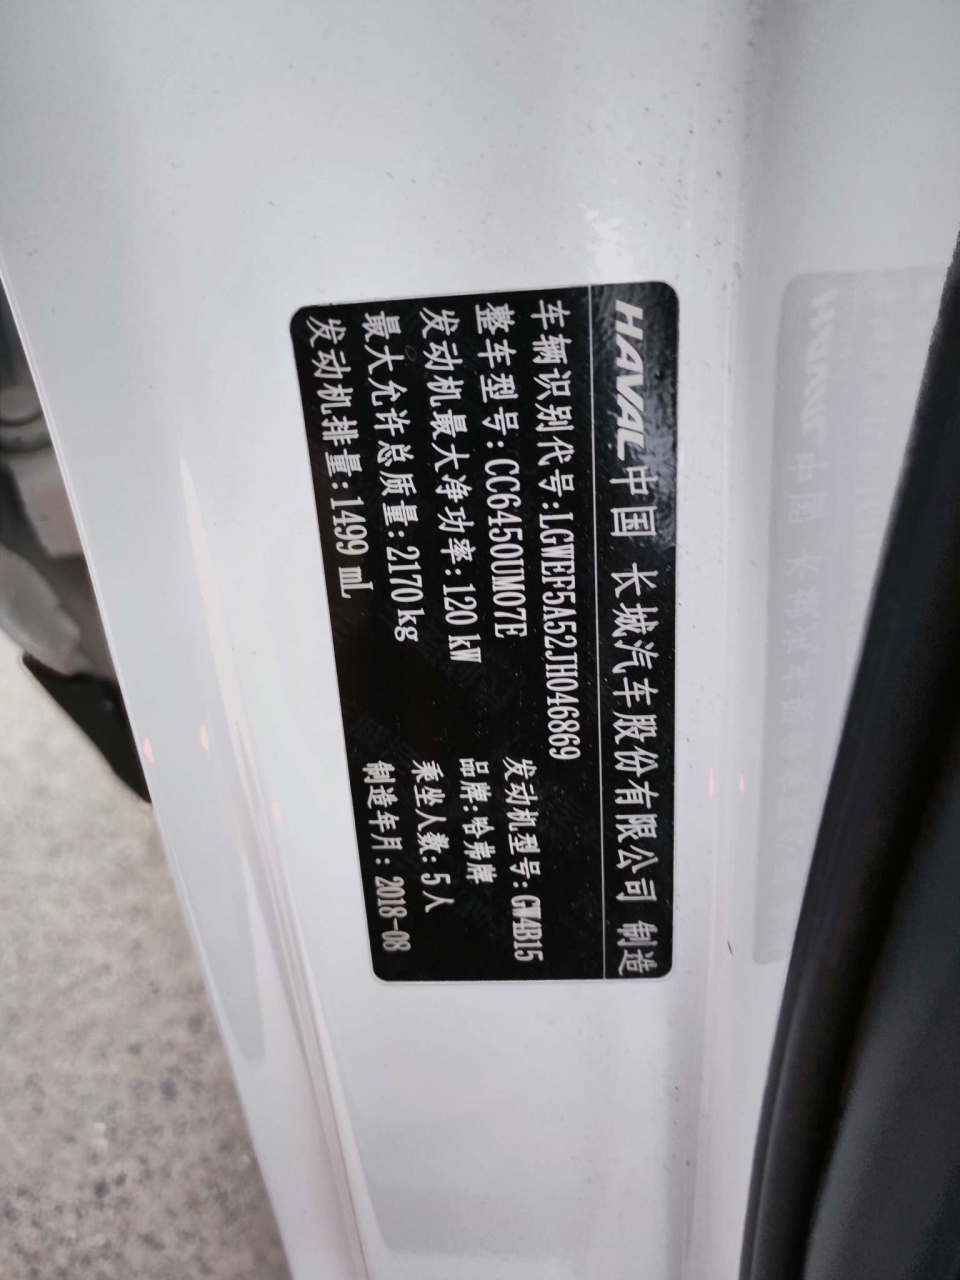 HAVAL 中国 长城汽车股份有限公司 制造
车辆识别代号:LGWEF5A52JH046869
整车型号:CC6450UM07E 发动机型号:GW4B15
发动机最大净功率:120 kW 品牌:哈弗牌
最大允许总质量:2170 kg 乘坐人数:5人
发动机排量:1499 mL 制造年月:2018-08